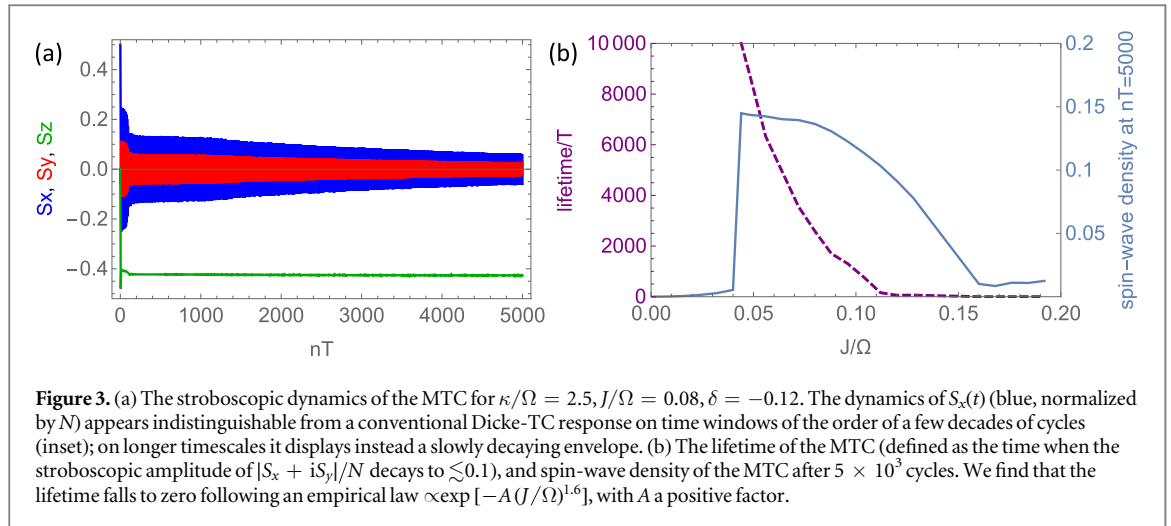 (a)
0.4
0.2
0.0
−0.2
−0.4
Sx, Sy, Sz
0 1000 2000 3000 4000 5000
nT
(b)
10000
8000
6000
4000
2000
0
lifetime/T
0.2
0.15
0.1
0.05
spin−wave density at nT=5000
0.00 0.05 0.10 0.15 0.20
J/Ω
Figure 3. (a) The stroboscopic dynamics of the MTC for κ/Ω = 2.5, J/Ω = 0.08, δ = −0.12. The dynamics of Sx(t) (blue, normalized
by N) appears indistinguishable from a conventional Dicke-TC response on time windows of the order of a few decades of cycles
(inset); on longer timescales it displays instead a slowly decaying envelope. (b) The lifetime of the MTC (defined as the time when the
stroboscopic amplitude of |Sx + iSy|/N decays to ≲0.1), and spin-wave density of the MTC after 5 × 10³ cycles. We find that the
lifetime falls to zero following an empirical law ∝exp [−A(J/Ω)¹·⁶], with A a positive factor.